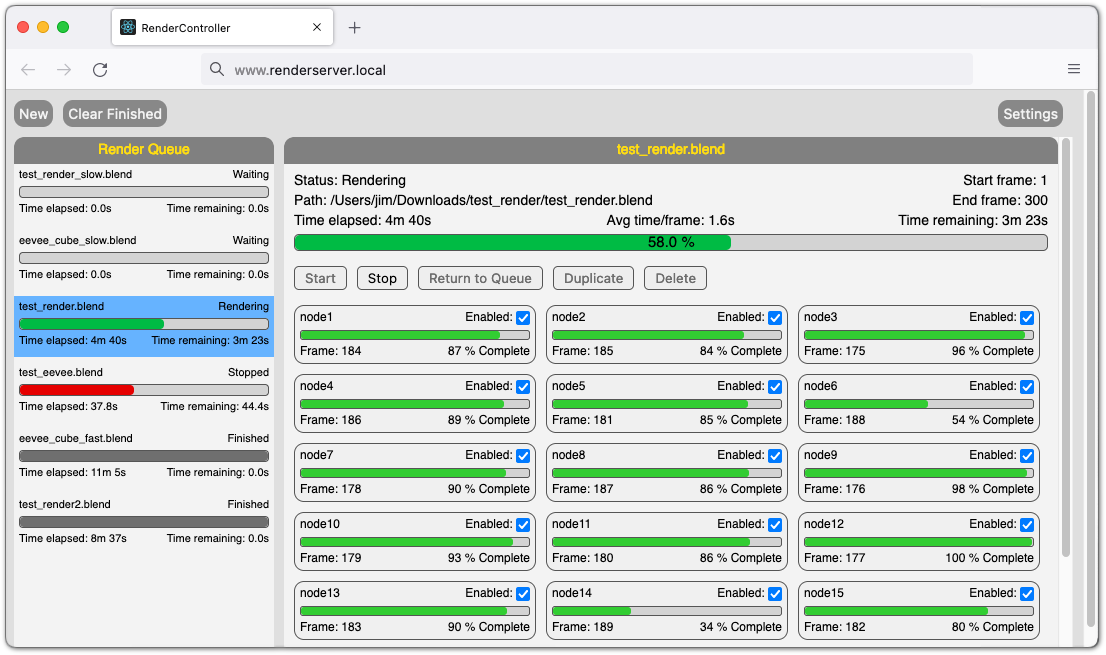 RenderController
www.renderserver.local
New Clear Finished Settings
Render Queue
test_render_slow.blend Waiting
Time elapsed: 0.0s Time remaining: 0.0s
eevee_cube_slow.blend Waiting
Time elapsed: 0.0s Time remaining: 0.0s
test_render.blend Rendering
Time elapsed: 4m 40s Time remaining: 3m 23s
test_eevee.blend Stopped
Time elapsed: 37.8s Time remaining: 44.4s
eevee_cube_fast.blend Finished
Time elapsed: 11m 5s Time remaining: 0.0s
test_render2.blend Finished
Time elapsed: 8m 37s Time remaining: 0.0s
test_render.blend
Status: Rendering Start frame: 1
Path: /Users/jim/Downloads/test_render/test_render.blend End frame: 300
Time elapsed: 4m 40s Avg time/frame: 1.6s Time remaining: 3m 23s
58.0 %
Start Stop Return to Queue Duplicate Delete
node1 Enabled: node2 Enabled: node3 Enabled:
Frame: 184 87 % Complete Frame: 185 84 % Complete Frame: 175 96 % Complete
node4 Enabled: node5 Enabled: node6 Enabled:
Frame: 186 89 % Complete Frame: 181 85 % Complete Frame: 188 54 % Complete
node7 Enabled: node8 Enabled: node9 Enabled:
Frame: 178 90 % Complete Frame: 187 86 % Complete Frame: 176 98 % Complete
node10 Enabled: node11 Enabled: node12 Enabled:
Frame: 179 93 % Complete Frame: 180 86 % Complete Frame: 177 100 % Complete
node13 Enabled: node14 Enabled: node15 Enabled:
Frame: 183 90 % Complete Frame: 189 34 % Complete Frame: 182 80 % Complete